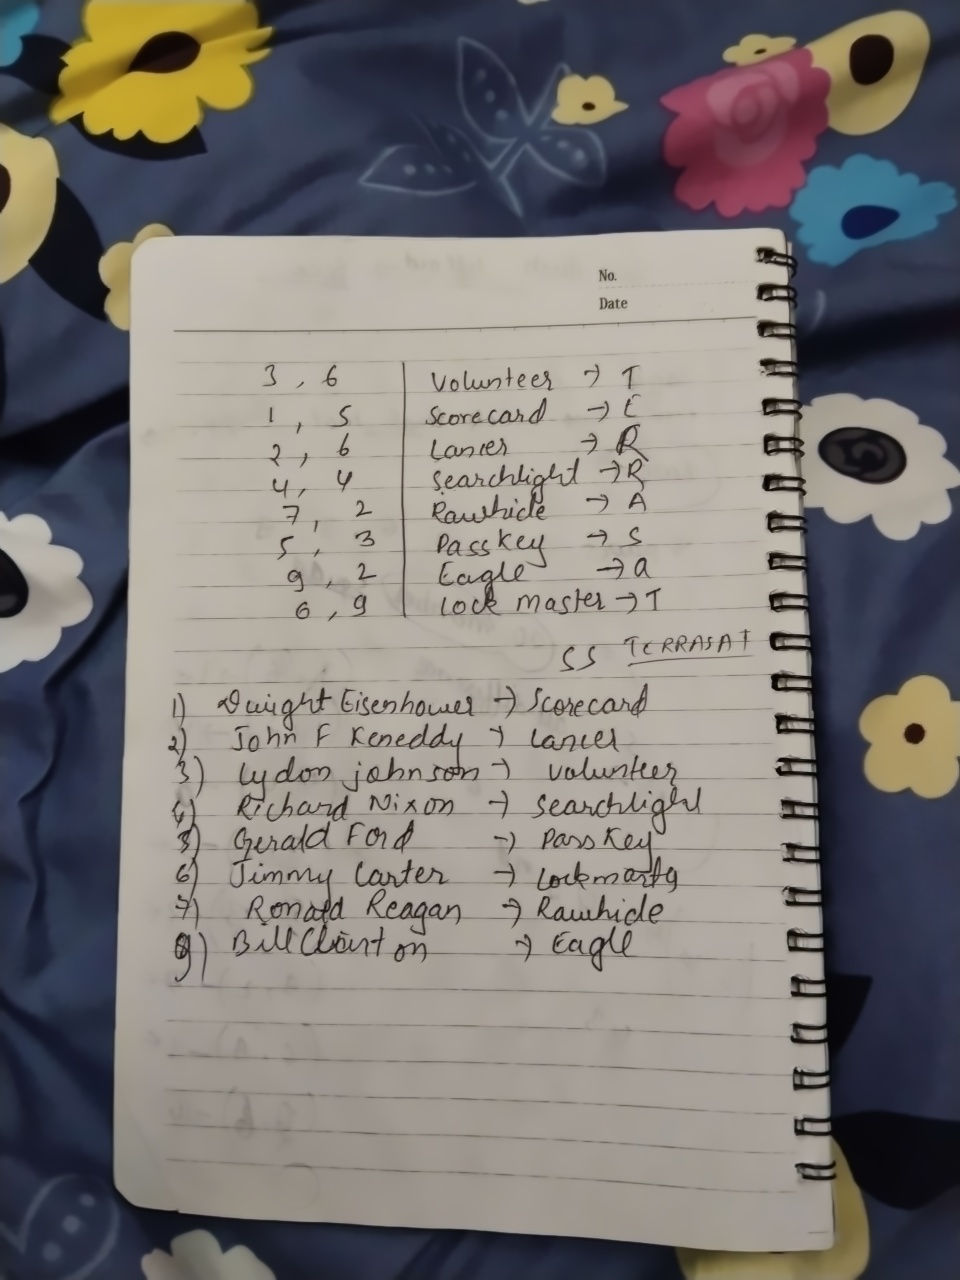 No.
Date
3, 6 Volunteer → T
1, 5 Scorecard → E
2, 6 Lancer → R
4, 4 Searchlight → R
7, 2 Rawhide → A
5, 3 Pass Key → S
9, 2 Eagle → a
6, 9 Lock master → T
SS TERRASAT
1) Dwight Eisenhower → Scorecard
2) John F Keneddy → Lancer
3) Lydon johnson → volunteer
4) Richard Nixon → Searchlight
5) Gerald Ford → Pass Key
6) Jimmy Carter →
7) Ronald Reagan → Rawhide
9) Bill Clinton → Eagle